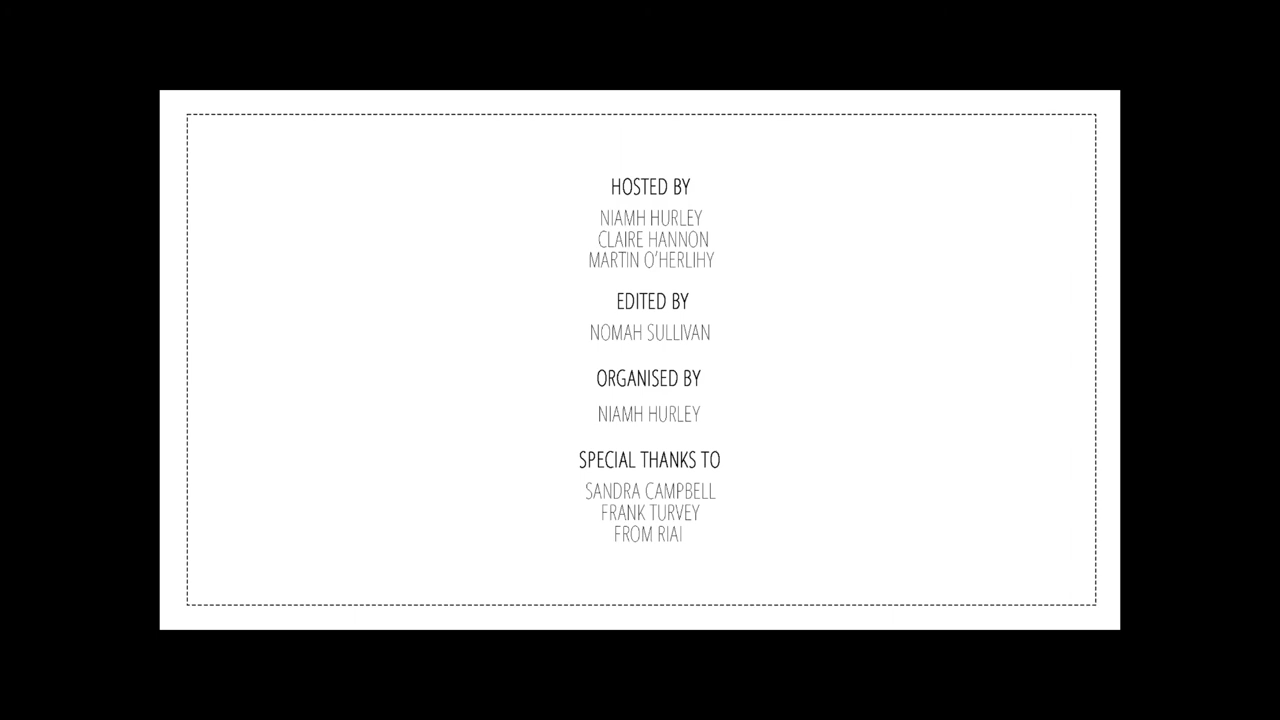 HOSTED BY
NIAMH HURLEY
CLAIRE HANNON
MARTIN O'HERLIHY
EDITED BY
NOMAH SULLIVAN
ORGANISED BY
NIAMH HURLEY
SPECIAL THANKS TO
SANDRA CAMPBELL
FRANK TURVEY
FROM RIAI